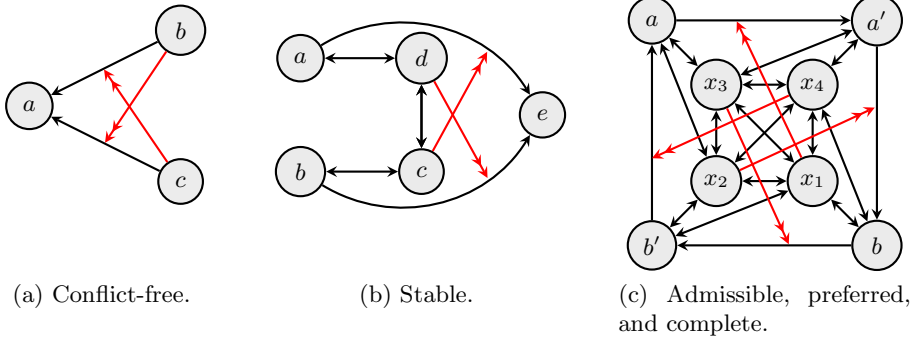 a
b
c
a
d
b
c
e
a
a′
x₃
x₄
x₂
x₁
b′
b
(a) Conflict-free.
(b) Stable.
(c) Admissible, preferred,
and complete.